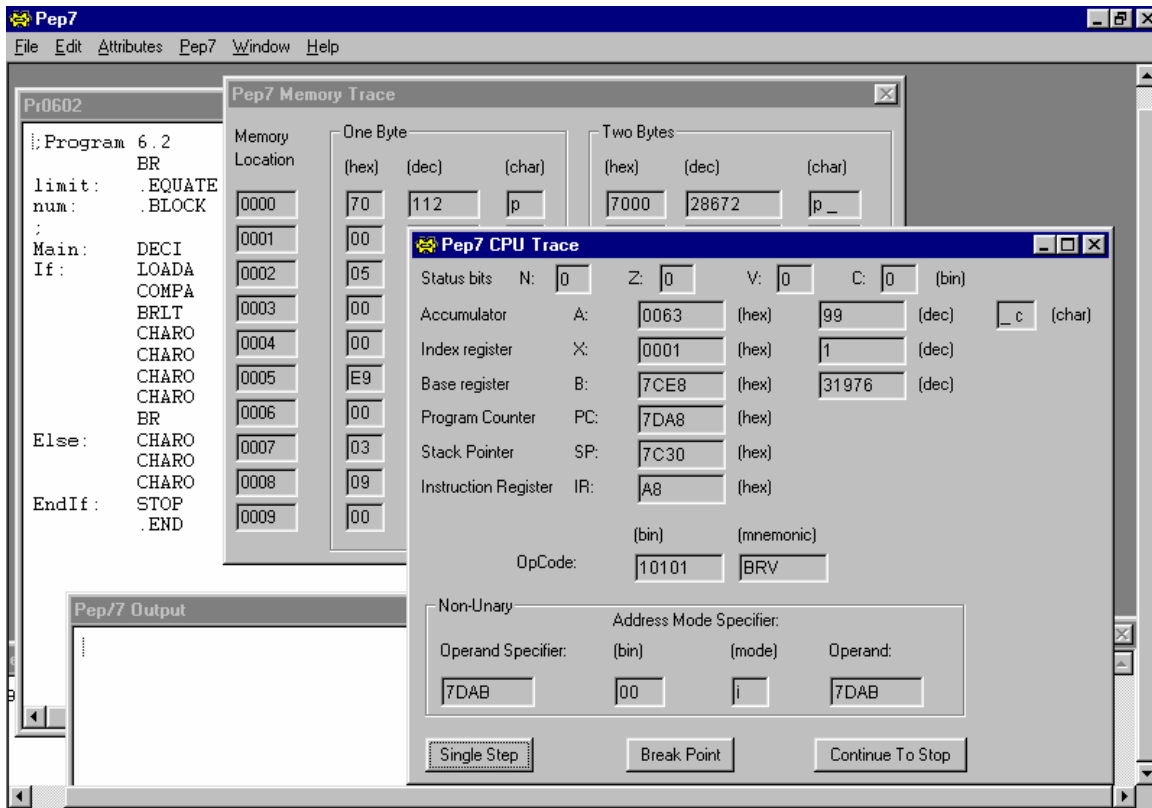 Pep7
File Edit Attributes Pep7 Window Help
Pr0602
;Program 6.2
BR
limit: .EQUATE
num: .BLOCK
;
Main: DECI
If: LOADA
COMPA
BRLT
CHARO
CHARO
CHARO
CHARO
BR
Else: CHARO
CHARO
CHARO
EndIf: STOP
.END
Pep7 Memory Trace
Memory Location
One Byte
Two Bytes
(hex) (dec) (char) (hex) (dec) (char)
0000 70 112 p 7000 28672 p _
0001 00
0002 05
0003 00
0004 00
0005 E9
0006 00
0007 03
0008 09
0009 00
Pep7 CPU Trace
Status bits N: 0 Z: 0 V: 0 C: 0 (bin)
Accumulator A: 0063 (hex) 99 (dec) _ c (char)
Index register X: 0001 (hex) 1 (dec)
Base register B: 7CE8 (hex) 31976 (dec)
Program Counter PC: 7DA8 (hex)
Stack Pointer SP: 7C30 (hex)
Instruction Register IR: A8 (hex)
(bin) (mnemonic)
OpCode: 10101 BRV
Non-Unary
Address Mode Specifier:
Operand Specifier: (bin) (mode) Operand:
7DAB 00 i 7DAB
Single Step Break Point Continue To Stop
Pep/7 Output